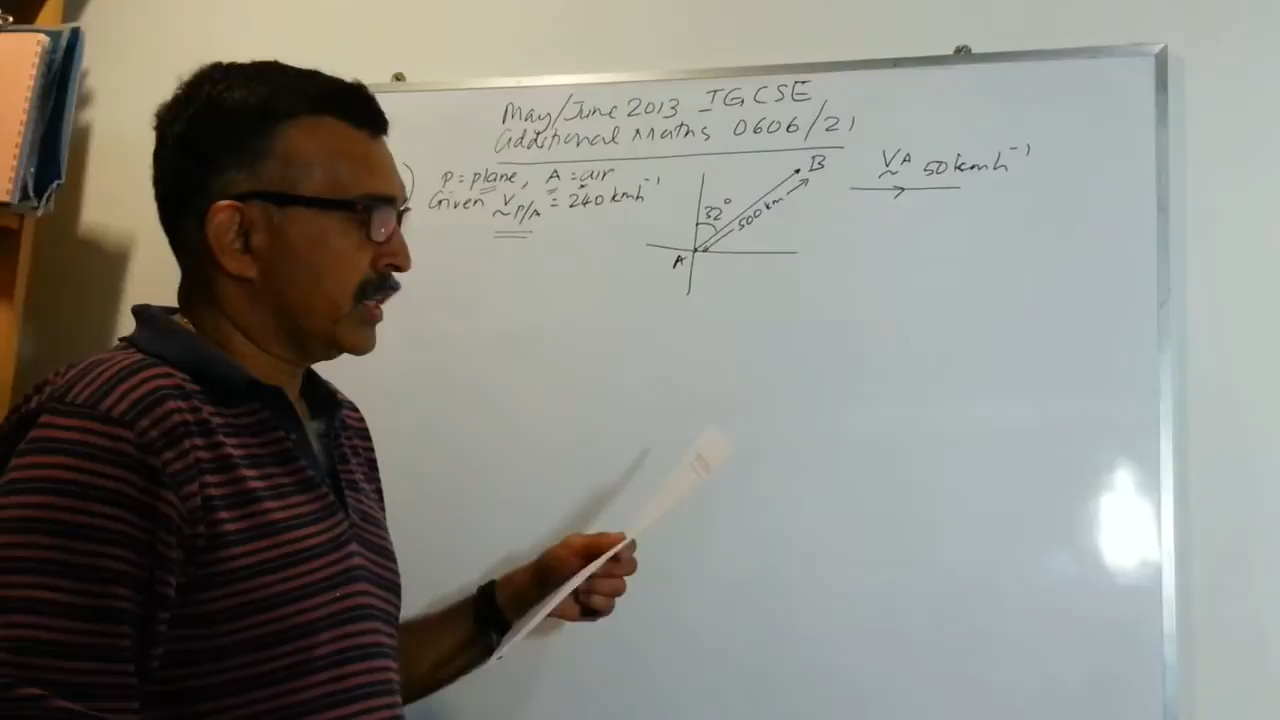 May/June 2013 IGCSE
Additional Maths 0606/21
)
P = plane, A = air
Given V P/A = 240 kmh⁻¹
32°
500 km
A
B
V A 50 kmh⁻¹